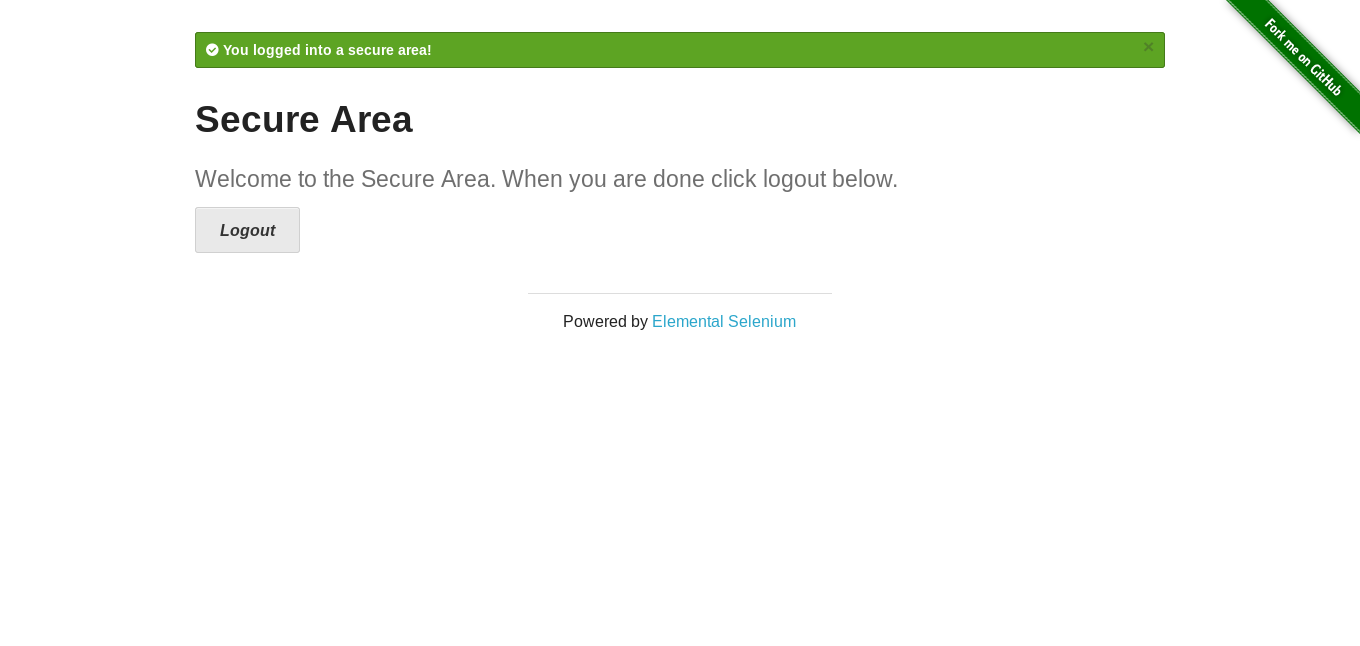 You logged into a secure area!
×
Fork me on GitHub
Secure Area
Welcome to the Secure Area. When you are done click logout below.
Logout
Powered by Elemental Selenium